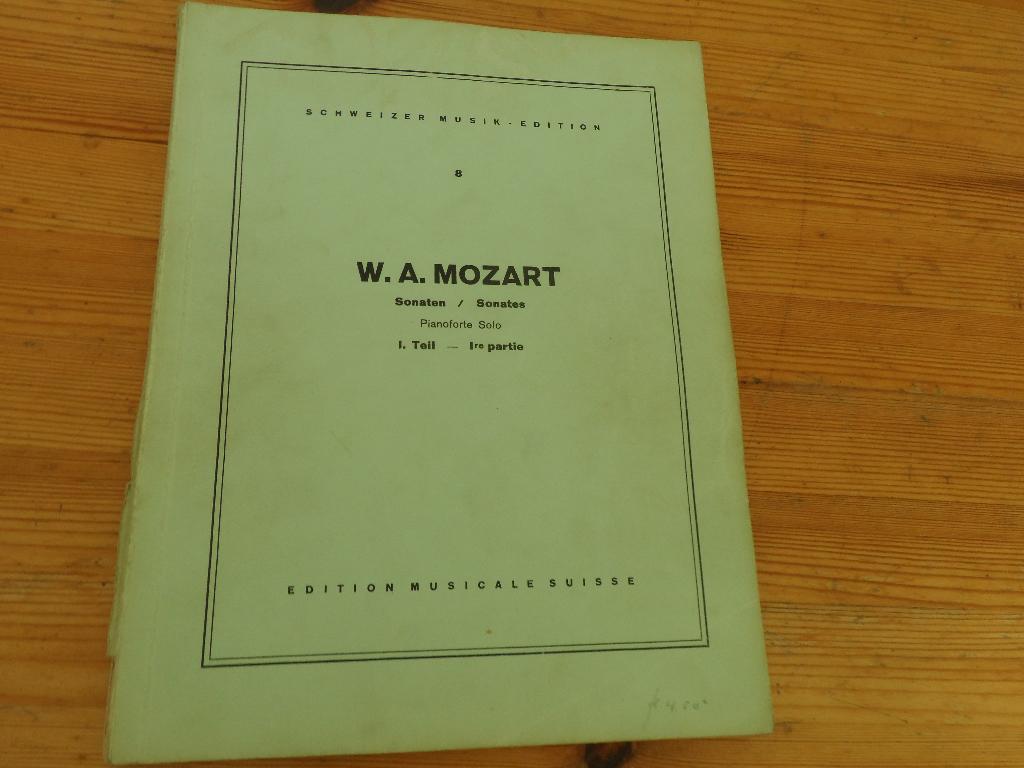 SCHWEIZER MUSIK-EDITION
8
W. A. MOZART
Sonaten / Sonates
Pianoforte Solo
I. Teil — Ire partie
EDITION MUSICALE SUISSE